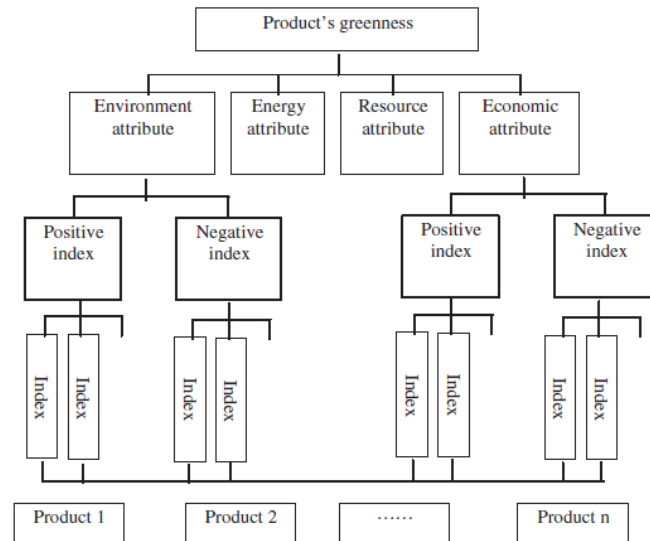 Product's greenness
Environment
attribute
Energy
attribute
Resource
attribute
Economic
attribute
Positive
index
Negative
index
Positive
index
Negative
index
Index
Index
Index
Index
Index
Index
Index
Index
Product 1
Product 2
······
Product n